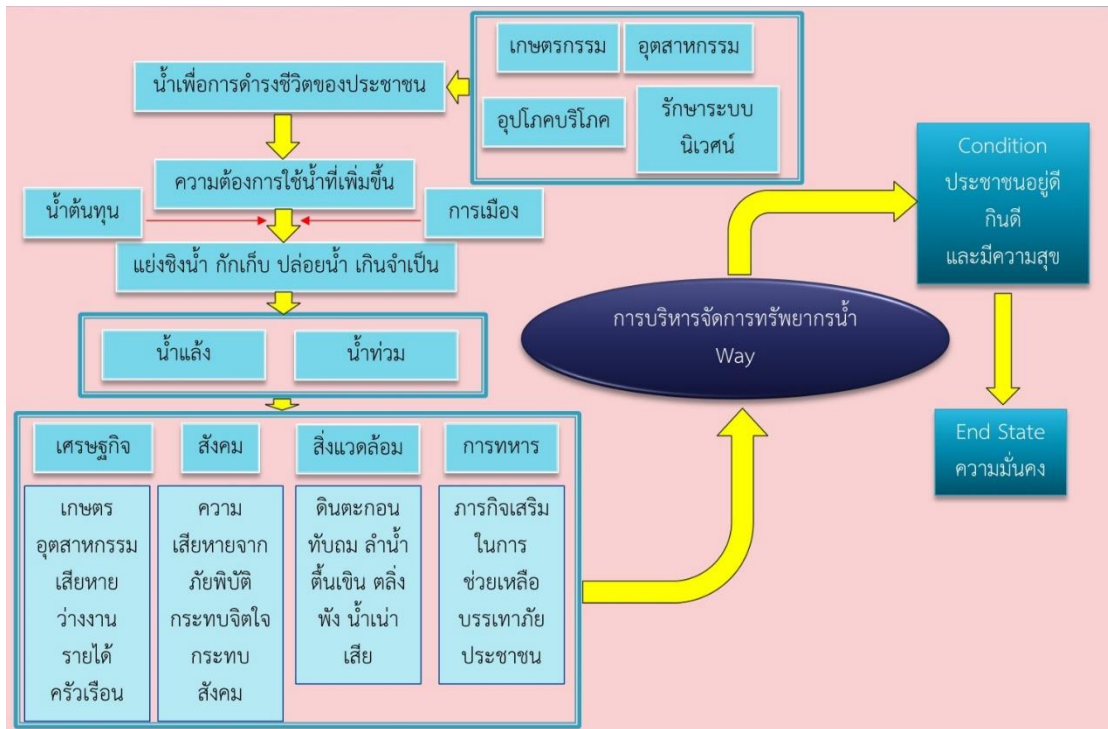 เกษตรกรรม
อุตสาหกรรม
น้ำเพื่อการดำรงชีวิตของประชาชน
อุปโภคบริโภค
รักษาระบบ
นิเวศน์
ความต้องการใช้น้ำที่เพิ่มขึ้น
น้ำต้นทุน
การเมือง
แย่งชิงน้ำ กักเก็บ ปล่อยน้ำ เกินจำเป็น
น้ำแล้ง
น้ำท่วม
เศรษฐกิจ
เกษตร
อุตสาหกรรม
เสียหาย
ว่างงาน
รายได้
ครัวเรือน
สังคม
ความ
เสียหายจาก
ภัยพิบัติ
กระทบจิตใจ
กระทบ
สังคม
สิ่งแวดล้อม
ดินตะกอน
ทับถม ลำน้ำ
ตื้นเขิน ตลิ่ง
พัง น้ำเน่า
เสีย
การทหาร
ภารกิจเสริม
ในการ
ช่วยเหลือ
บรรเทาภัย
ประชาชน
การบริหารจัดการทรัพยากรน้ำ
Way
Condition
ประชาชนอยู่ดี
กินดี
และมีความสุข
End State
ความมั่นคง